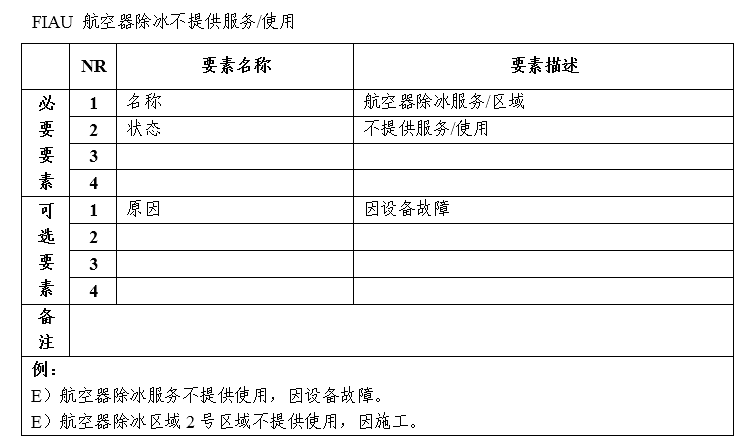 FIAU 航空器除冰不提供服务/使用
NR 要素名称 要素描述
必要要素
1 名称 航空器除冰服务/区域
2 状态 不提供服务/使用
3
4
可选要素
1 原因 因设备故障
2
3
4
备注
例：
E）航空器除冰服务不提供使用，因设备故障。
E）航空器除冰区域 2 号区域不提供使用，因施工。